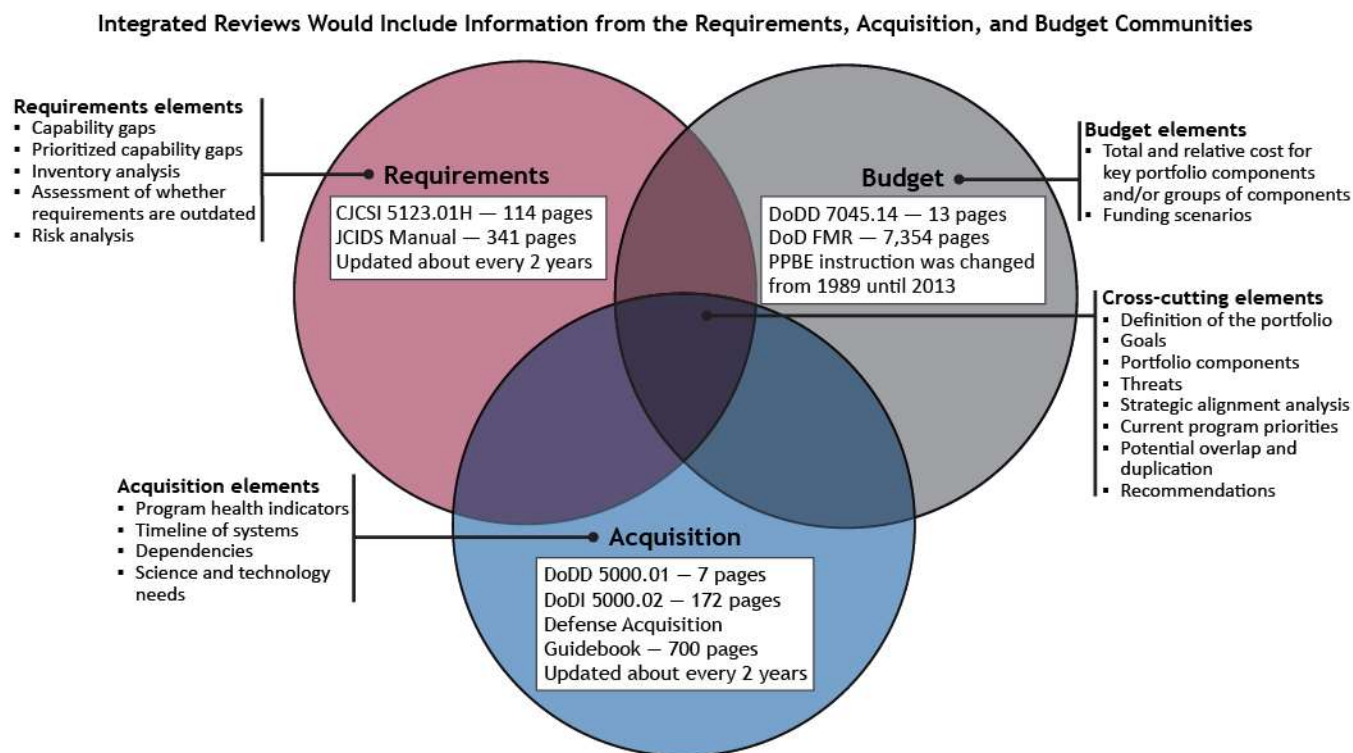 Integrated Reviews Would Include Information from the Requirements, Acquisition, and Budget Communities
Requirements elements
▪ Capability gaps
▪ Prioritized capability gaps
▪ Inventory analysis
▪ Assessment of whether
requirements are outdated
▪ Risk analysis
Requirements
CJCSI 5123.01H — 114 pages
JCIDS Manual — 341 pages
Updated about every 2 years
Budget
DoDD 7045.14 — 13 pages
DoD FMR — 7,354 pages
PPBE instruction was changed
from 1989 until 2013
Budget elements
▪ Total and relative cost for
key portfolio components
and/or groups of components
▪ Funding scenarios
Cross-cutting elements
▪ Definition of the portfolio
▪ Goals
▪ Portfolio components
▪ Threats
▪ Strategic alignment analysis
▪ Current program priorities
▪ Potential overlap and
duplication
▪ Recommendations
Acquisition elements
▪ Program health indicators
▪ Timeline of systems
▪ Dependencies
▪ Science and technology
needs
Acquisition
DoDD 5000.01 — 7 pages
DoDI 5000.02 — 172 pages
Defense Acquisition
Guidebook — 700 pages
Updated about every 2 years